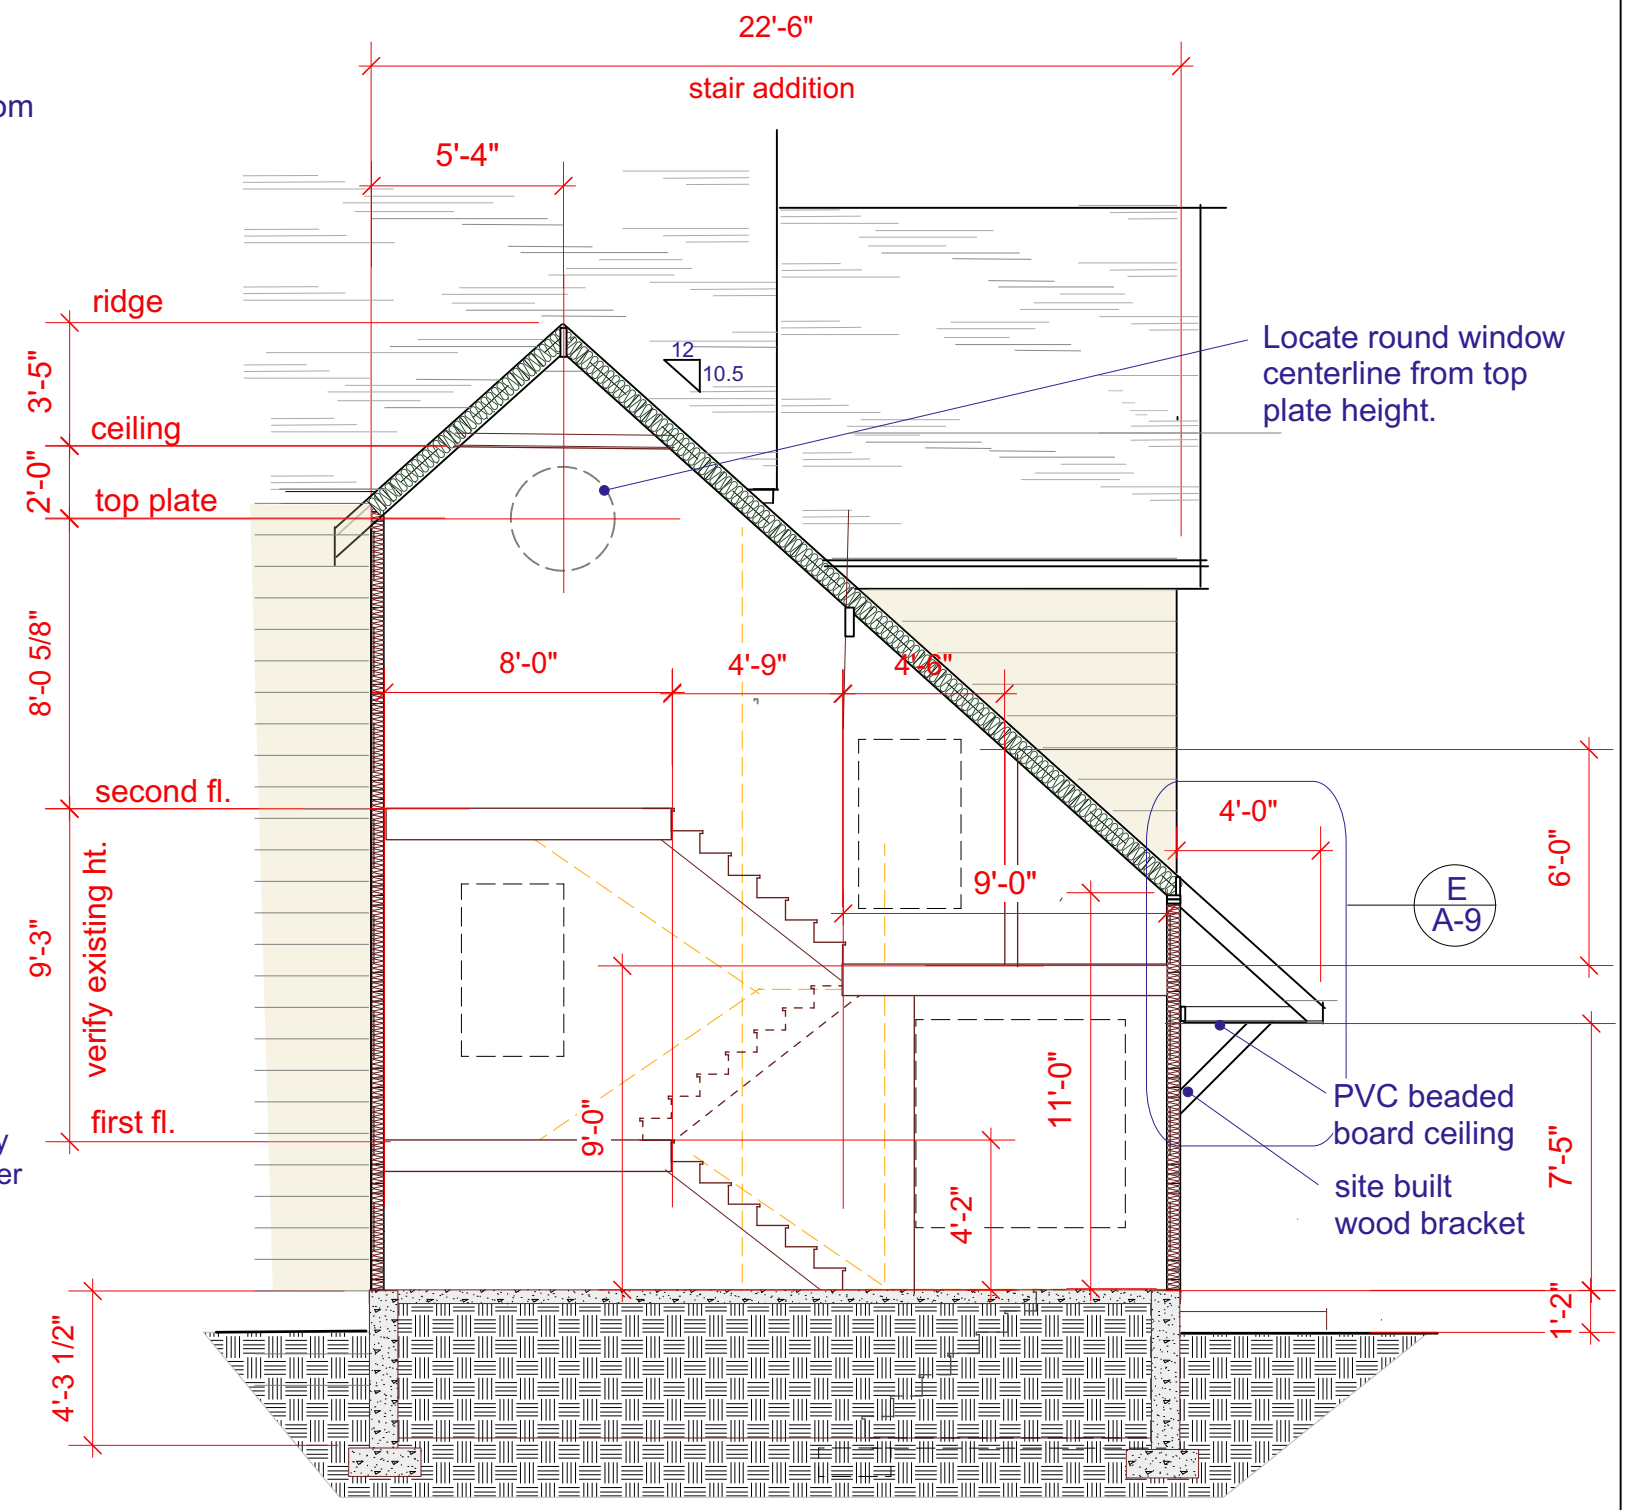 22'-6"
stair addition
om
5'-4"
ridge
12
10.5
Locate round window
centerline from top
plate height.
3'-5"
ceiling
2'-0"
top plate
8'-0 5/8"
8'-0"
4'-9"
4'-6"
second fl.
4'-0"
6'-0"
9'-0"
E
A-9
9'-3"
verify existing ht.
11'-0"
PVC beaded
board ceiling
first fl.
9'-0"
y
er
7'-5"
site built
wood bracket
4'-2"
1'-2"
4'-3 1/2"